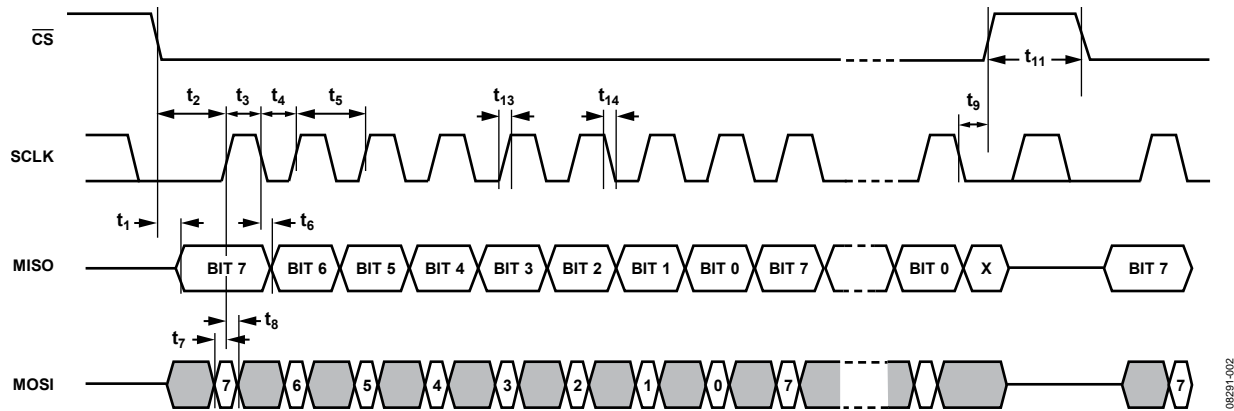 CS
t11
t2 t3 t4 t5 t13 t14 t9
SCLK
t1 t6
MISO BIT 7 BIT 6 BIT 5 BIT 4 BIT 3 BIT 2 BIT 1 BIT 0 BIT 7 BIT 0 X BIT 7
t7 t8
MOSI 7 6 5 4 3 2 1 0 7 7
08291-002